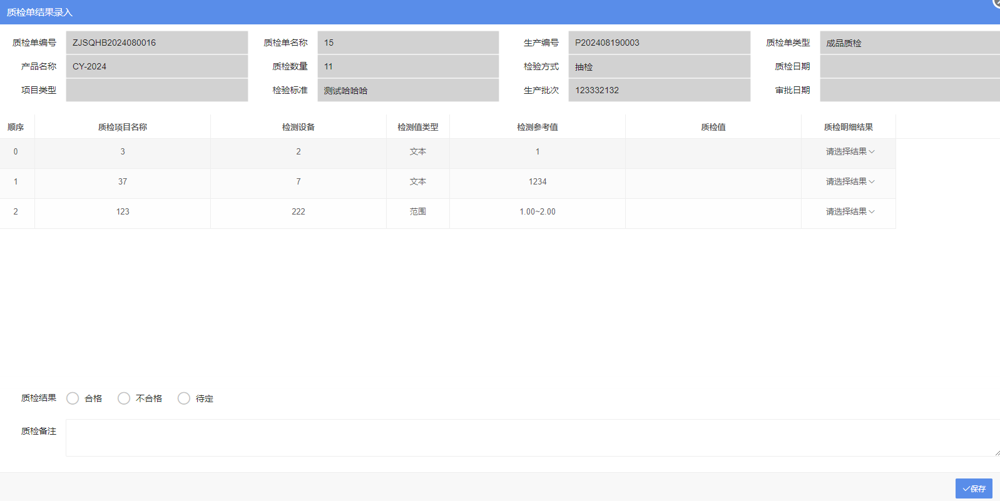 质检单结果录入
质检单编号 ZJSQHB2024080016 质检单名称 15 生产编号 P202408190003 质检单类型 成品质检
产品名称 CY-2024 质检数量 11 检验方式 抽检 质检日期
项目类型 检验标准 测试哈哈哈 生产批次 123332132 审批日期
顺序 质检项目名称 检测设备 检测值类型 检测参考值 质检值 质检明细结果
0 3 2 文本 1 请选择结果
1 37 7 文本 1234 请选择结果
2 123 222 范围 1.00~2.00 请选择结果
质检结果 合格 不合格 待定
质检备注
保存